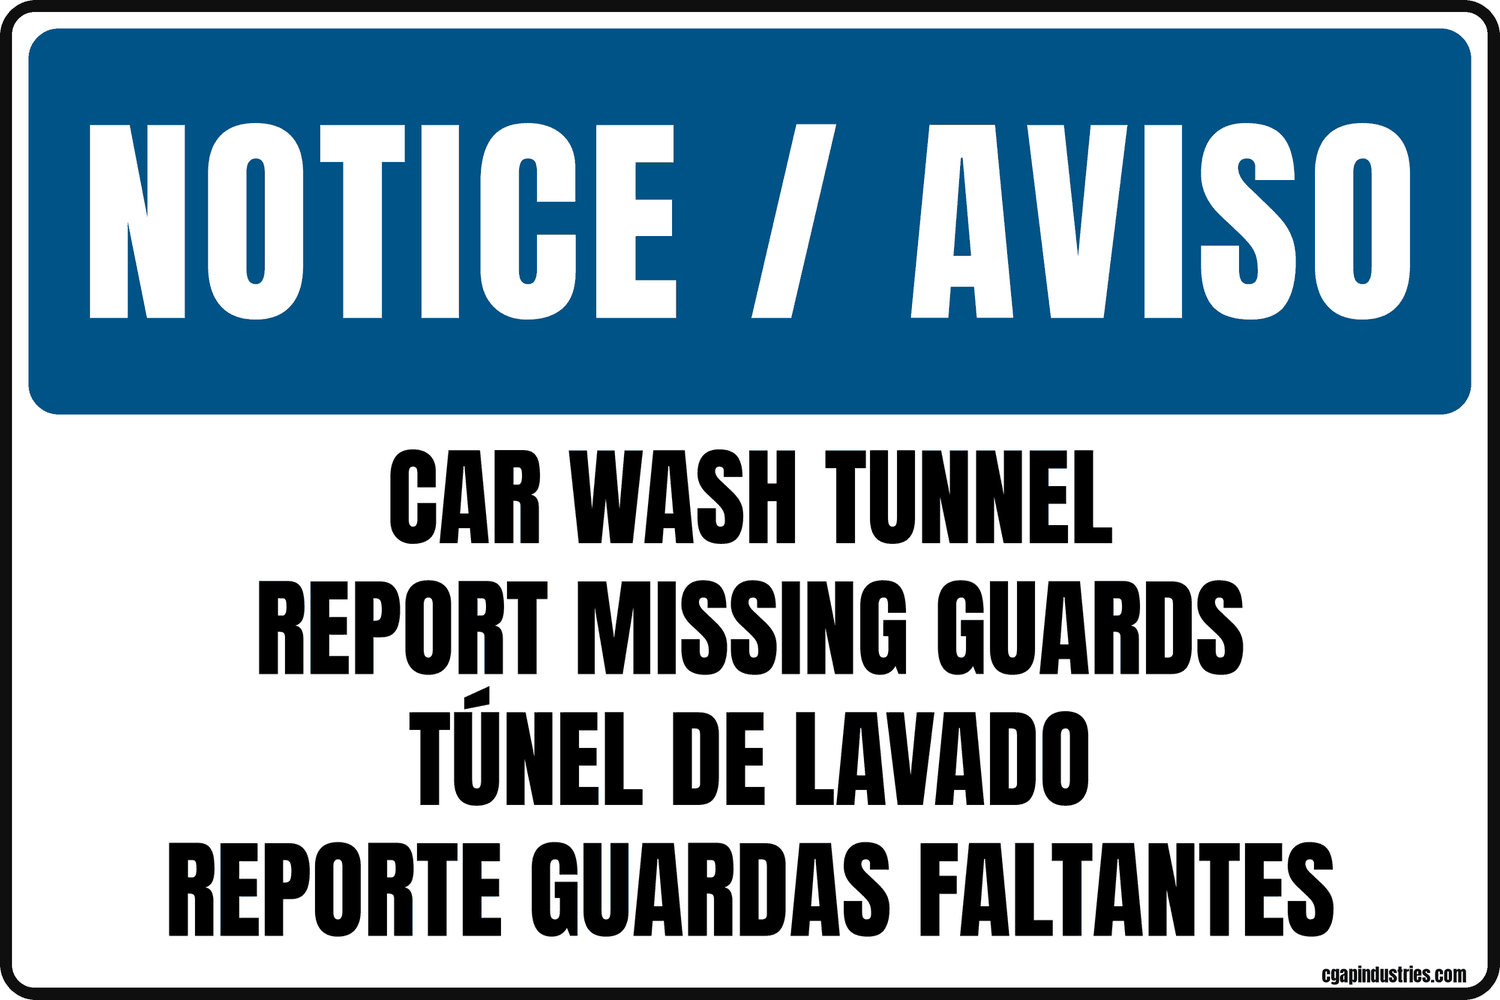 NOTICE / AVISO
CAR WASH TUNNEL
REPORT MISSING GUARDS
TÚNEL DE LAVADO
REPORTE GUARDAS FALTANTES
cgapindustries.com